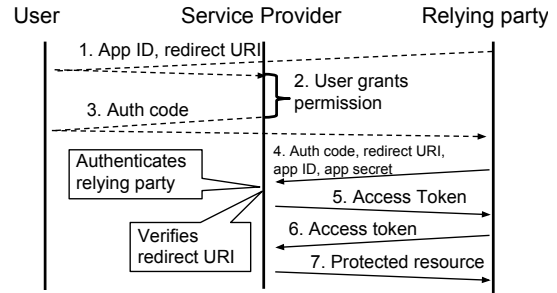 User Service Provider Relying party
1. App ID, redirect URI
2. User grants
permission
3. Auth code
4. Auth code, redirect URI,
app ID, app secret
Authenticates
relying party
5. Access Token
6. Access token
Verifies
redirect URI
7. Protected resource